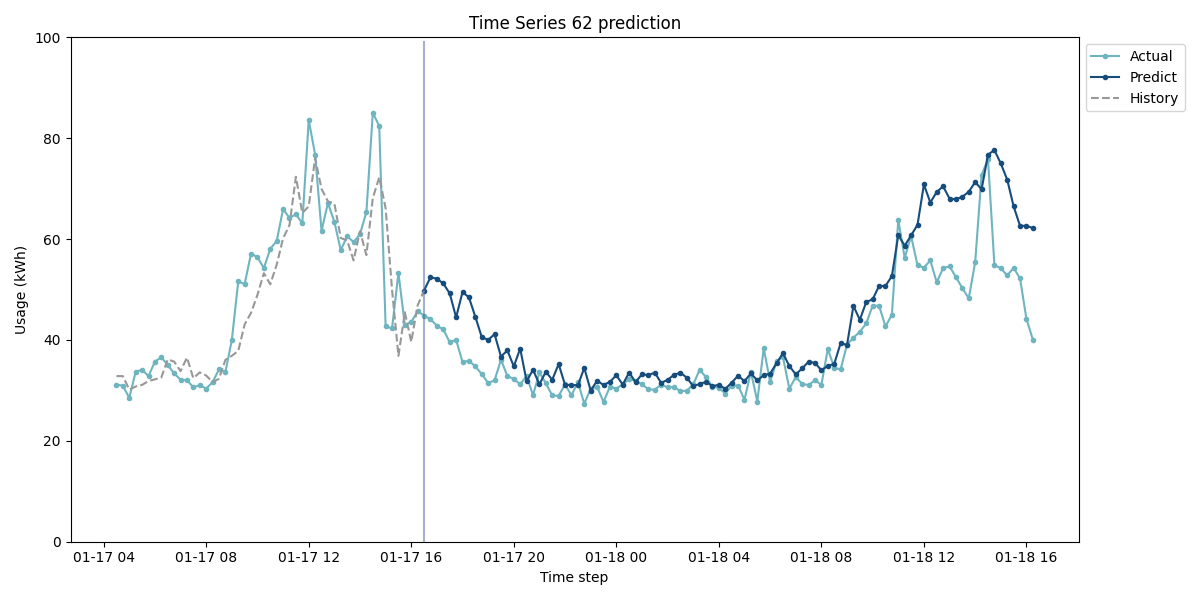 Time Series 62 prediction
Usage (kWh)
100
80
60
40
20
0
01-17 04
01-17 08
01-17 12
01-17 16
01-17 20
01-18 00
01-18 04
01-18 08
01-18 12
01-18 16
Time step
Actual
Predict
History